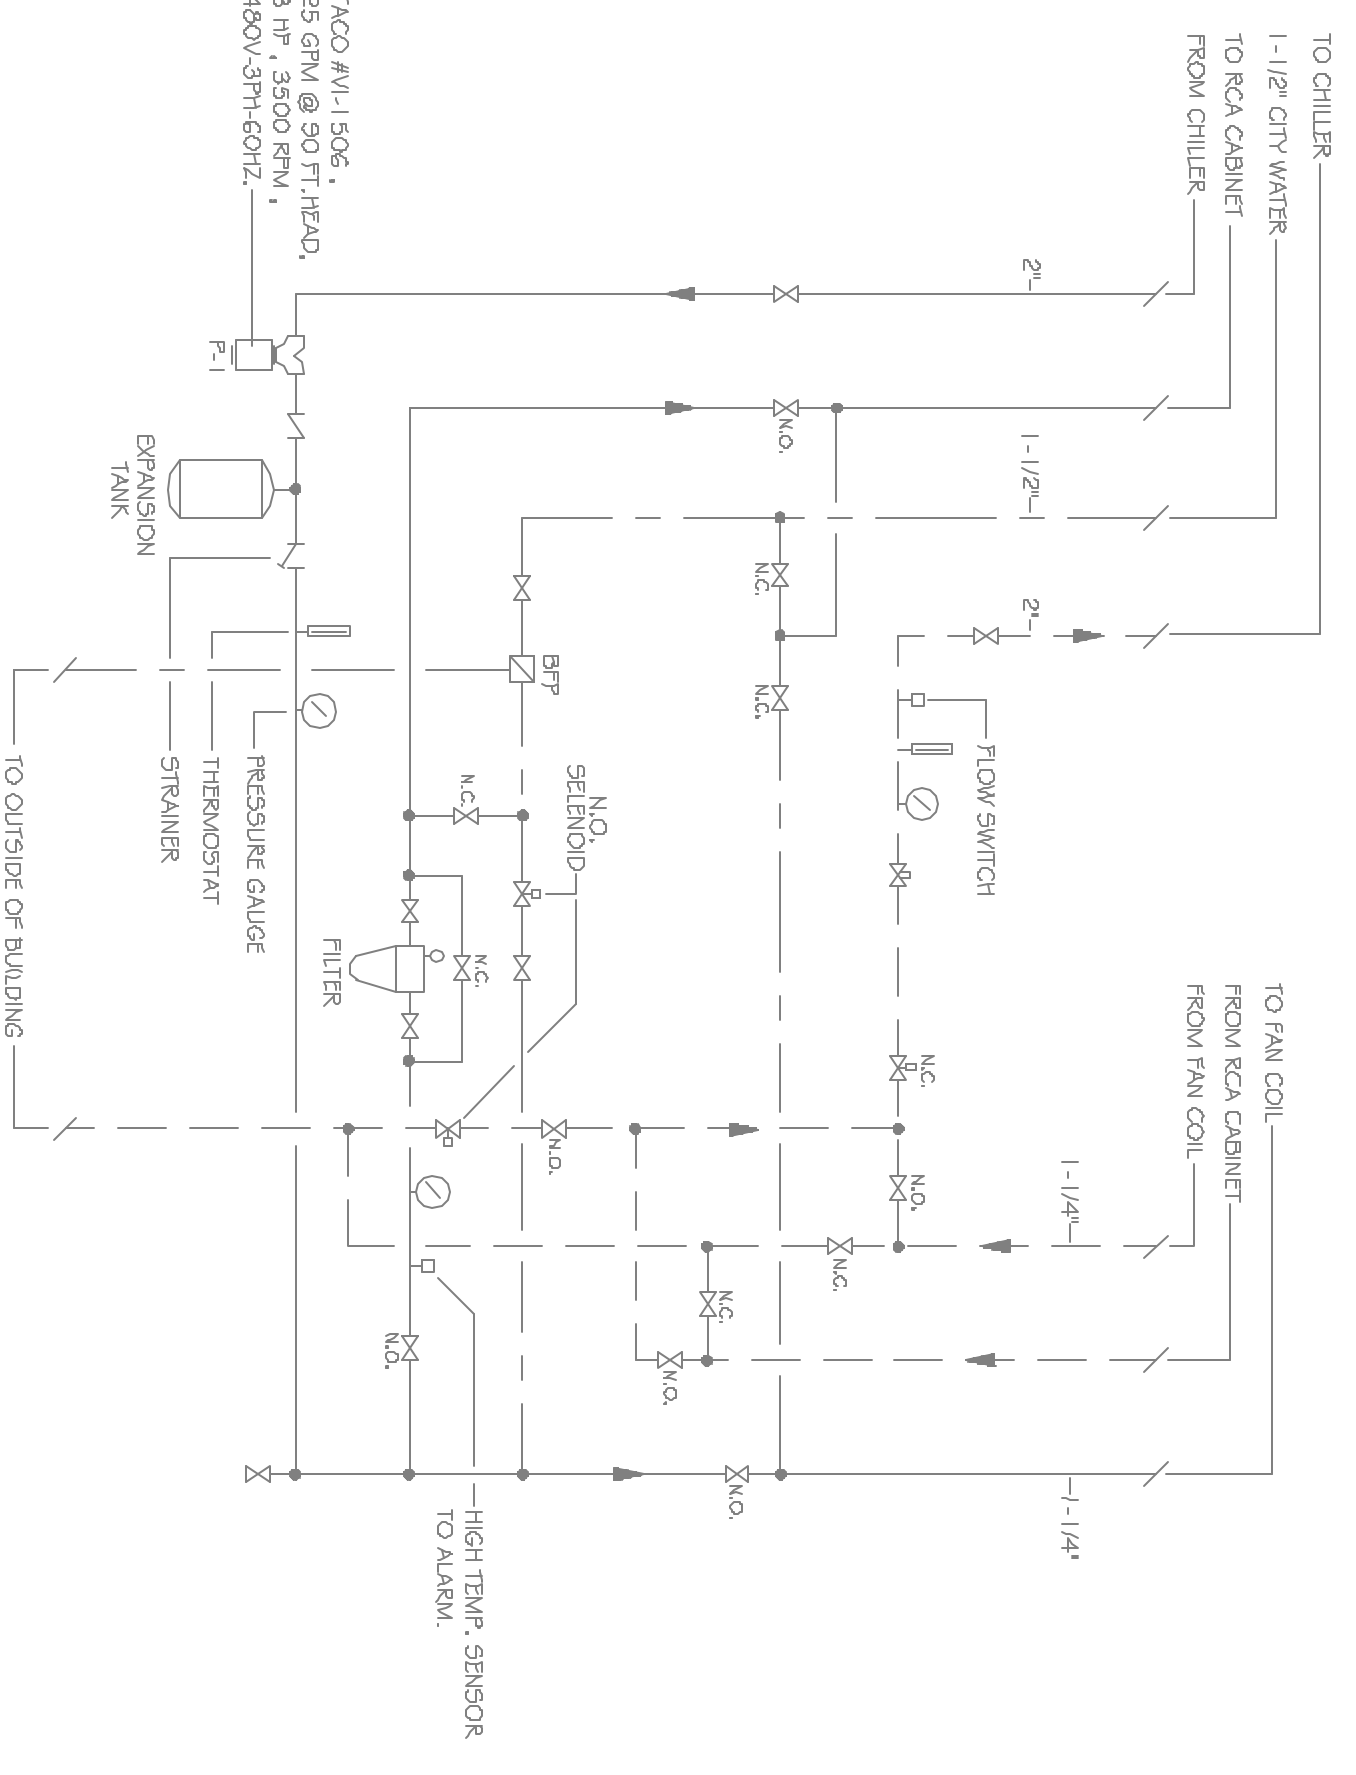 TO CHILLER
1-1/2" CITY WATER
TO RCA CABINET
FROM CHILLER
TO FAN COIL
FROM RCA CABINET
FROM FAN COIL
2"
1-1/2"
2"
1-1/4"
1-1/4"
FLOW SWITCH
N.O.
N.C.
N.C.
N.C.
N.O.
N.C.
N.C.
N.O.
N.O.
BFP
N.O.
SELENOID
N.O.
N.C.
N.C.
N.O.
TACO #VI-1506,
25 GPM @ 90 FT.HEAD,
3 HP, 3500 RPM,
480V-3PH-60HZ.
P-1
EXPANSION
TANK
FILTER
PRESSURE GAUGE
THERMOSTAT
STRAINER
TO OUTSIDE OF BUILDING
HIGH TEMP. SENSOR
TO ALARM.